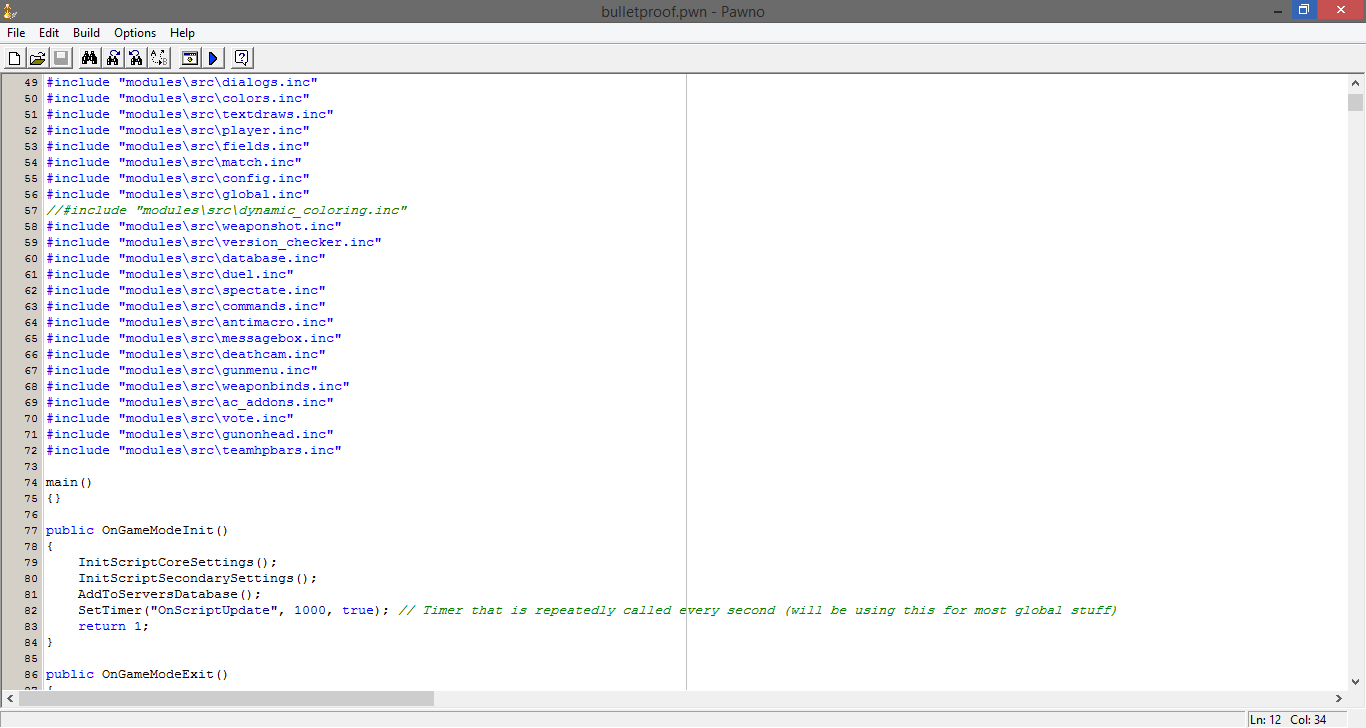 bulletproof.pwn - Pawno
File Edit Build Options Help
49 #include "modules\src\dialogs.inc"
50 #include "modules\src\colors.inc"
51 #include "modules\src\textdraws.inc"
52 #include "modules\src\player.inc"
53 #include "modules\src\fields.inc"
54 #include "modules\src\match.inc"
55 #include "modules\src\config.inc"
56 #include "modules\src\global.inc"
57 //#include "modules\src\dynamic_coloring.inc"
58 #include "modules\src\weaponshot.inc"
59 #include "modules\src\version_checker.inc"
60 #include "modules\src\database.inc"
61 #include "modules\src\duel.inc"
62 #include "modules\src\spectate.inc"
63 #include "modules\src\commands.inc"
64 #include "modules\src\antimacro.inc"
65 #include "modules\src\messagebox.inc"
66 #include "modules\src\deathcam.inc"
67 #include "modules\src\gunmenu.inc"
68 #include "modules\src\weaponbinds.inc"
69 #include "modules\src\ac_addons.inc"
70 #include "modules\src\vote.inc"
71 #include "modules\src\gunonhead.inc"
72 #include "modules\src\teamhpbars.inc"
73
74 main()
75 {}
76
77 public OnGameModeInit()
78 {
79 InitScriptCoreSettings();
80 InitScriptSecondarySettings();
81 AddToServersDatabase();
82 SetTimer("OnScriptUpdate", 1000, true); // Timer that is repeatedly called every second (will be using this for most global stuff)
83 return 1;
84 }
85
86 public OnGameModeExit()
Ln: 12 Col: 34